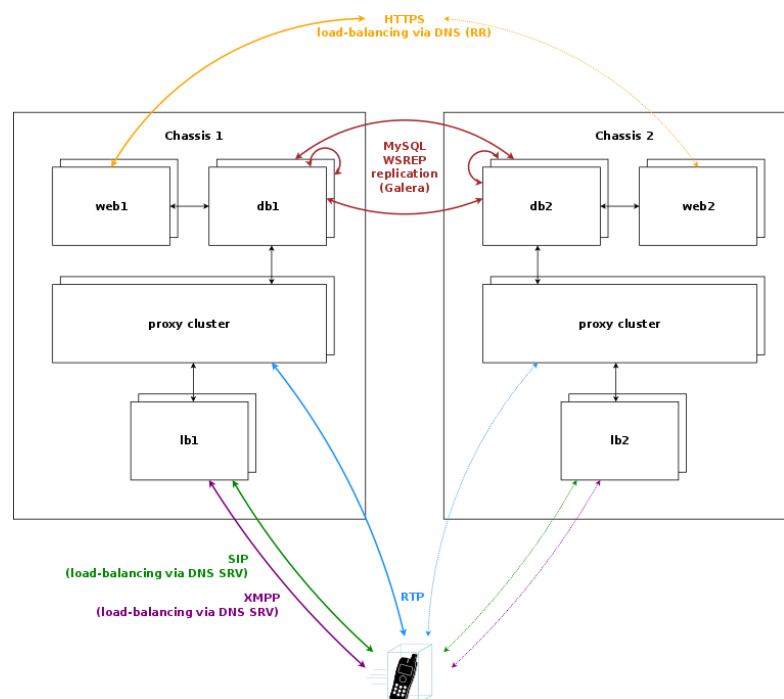 HTTPS
load-balancing via DNS (RR)
Chassis 1
Chassis 2
MySQL
WSREP
replication
(Galera)
web1
db1
db2
web2
proxy cluster
proxy cluster
lb1
lb2
SIP
(load-balancing via DNS SRV)
XMPP
(load-balancing via DNS SRV)
RTP